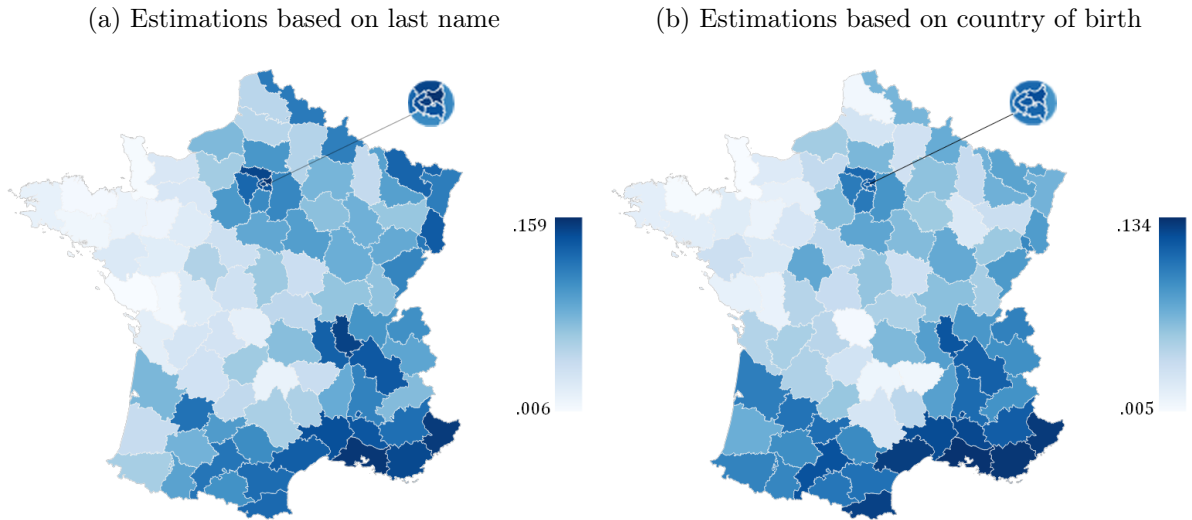 (a) Estimations based on last name
(b) Estimations based on country of birth
.159
.006
.134
.005